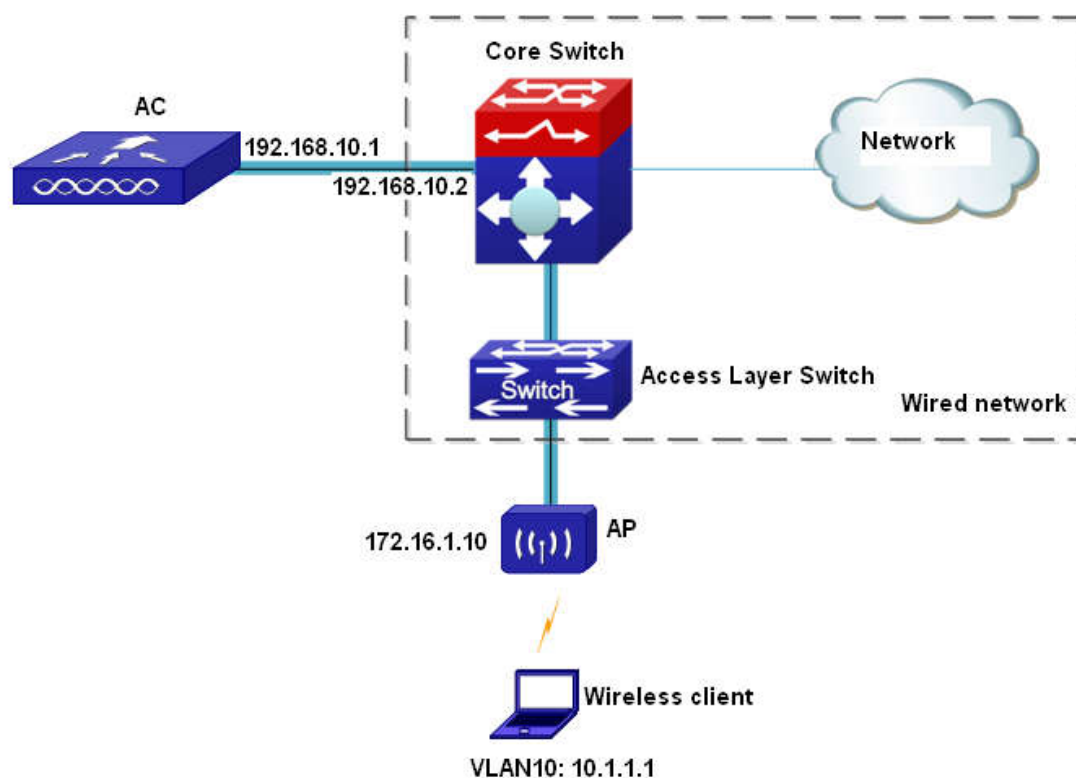 Core Switch
AC
192.168.10.1
192.168.10.2
Network
Switch
Access Layer Switch
Wired network
172.16.1.10
AP
Wireless client
VLAN10: 10.1.1.1